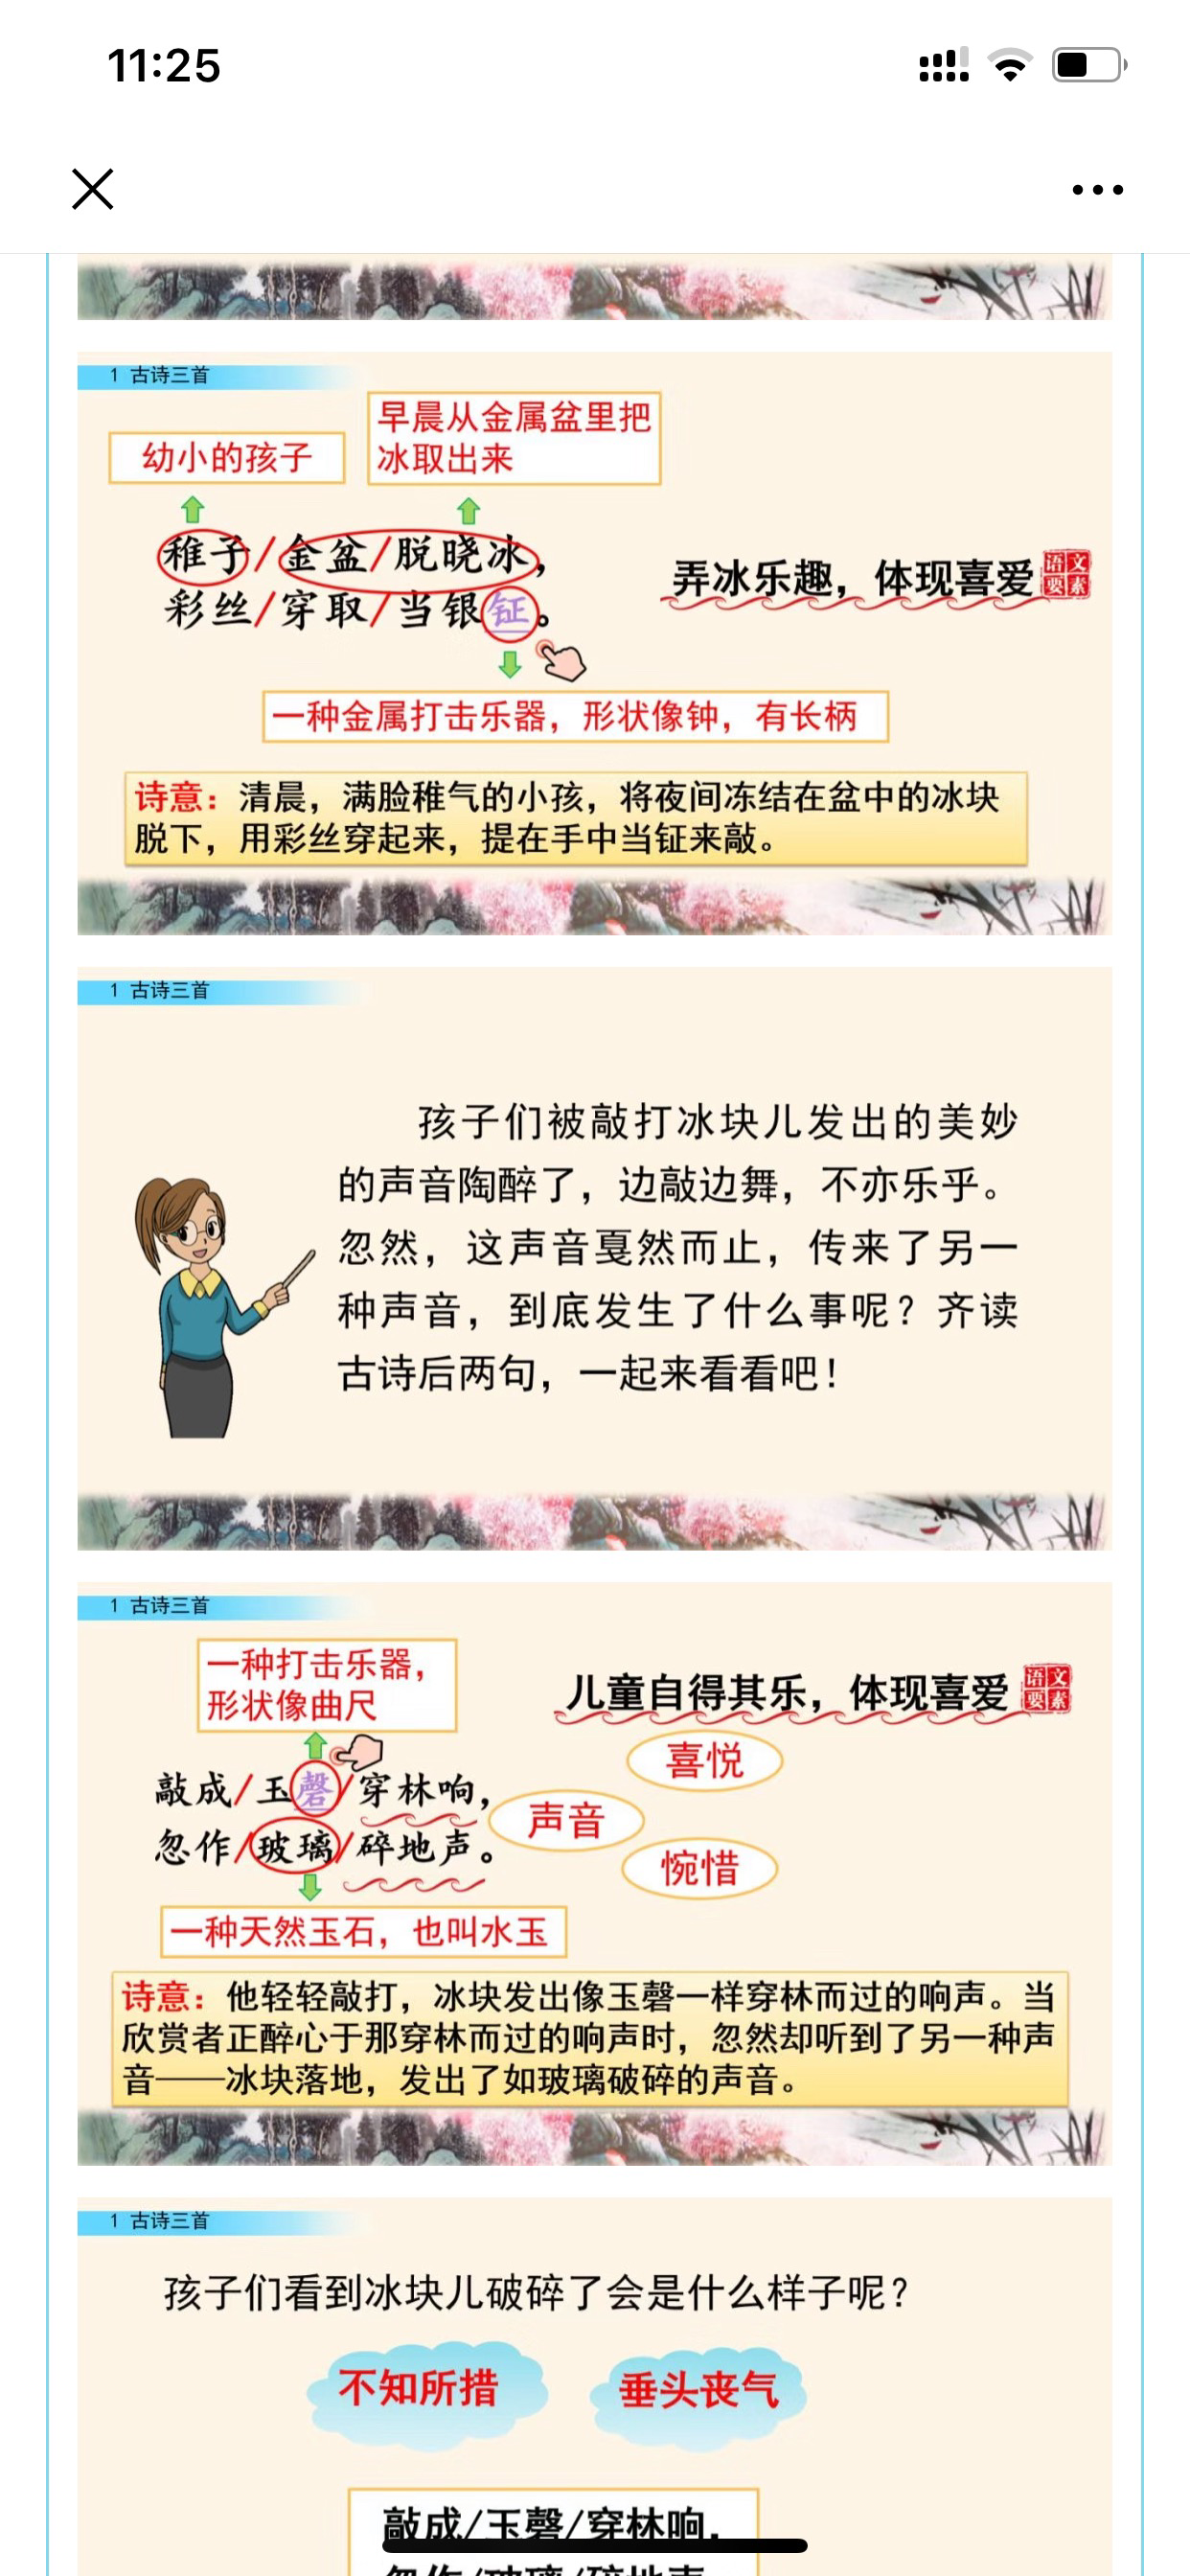 11:25
1 古诗三首
早晨从金属盆里把
冰取出来
幼小的孩子
稚子/金盆/脱晓冰，
彩丝/穿取/当银钲。
弄冰乐趣，体现喜爱
语文
要素
一种金属打击乐器，形状像钟，有长柄
诗意：清晨，满脸稚气的小孩，将夜间冻结在盆中的冰块
脱下，用彩丝穿起来，提在手中当钲来敲。
1 古诗三首
孩子们被敲打冰块儿发出的美妙
的声音陶醉了，边敲边舞，不亦乐乎。
忽然，这声音戛然而止，传来了另一
种声音，到底发生了什么事呢？齐读
古诗后两句，一起来看看吧！
1 古诗三首
一种打击乐器，
形状像曲尺
儿童自得其乐，体现喜爱
语文
要素
敲成/玉磬/穿林响，
忽作/玻璃/碎地声。
喜悦
声音
惋惜
一种天然玉石，也叫水玉
诗意：他轻轻敲打，冰块发出像玉磬一样穿林而过的响声。当
欣赏者正醉心于那穿林而过的响声时，忽然却听到了另一种声
音——冰块落地，发出了如玻璃破碎的声音。
1 古诗三首
孩子们看到冰块儿破碎了会是什么样子呢？
不知所措
垂头丧气
敲成/玉磬/穿林响，
忽作/玻璃/碎地声